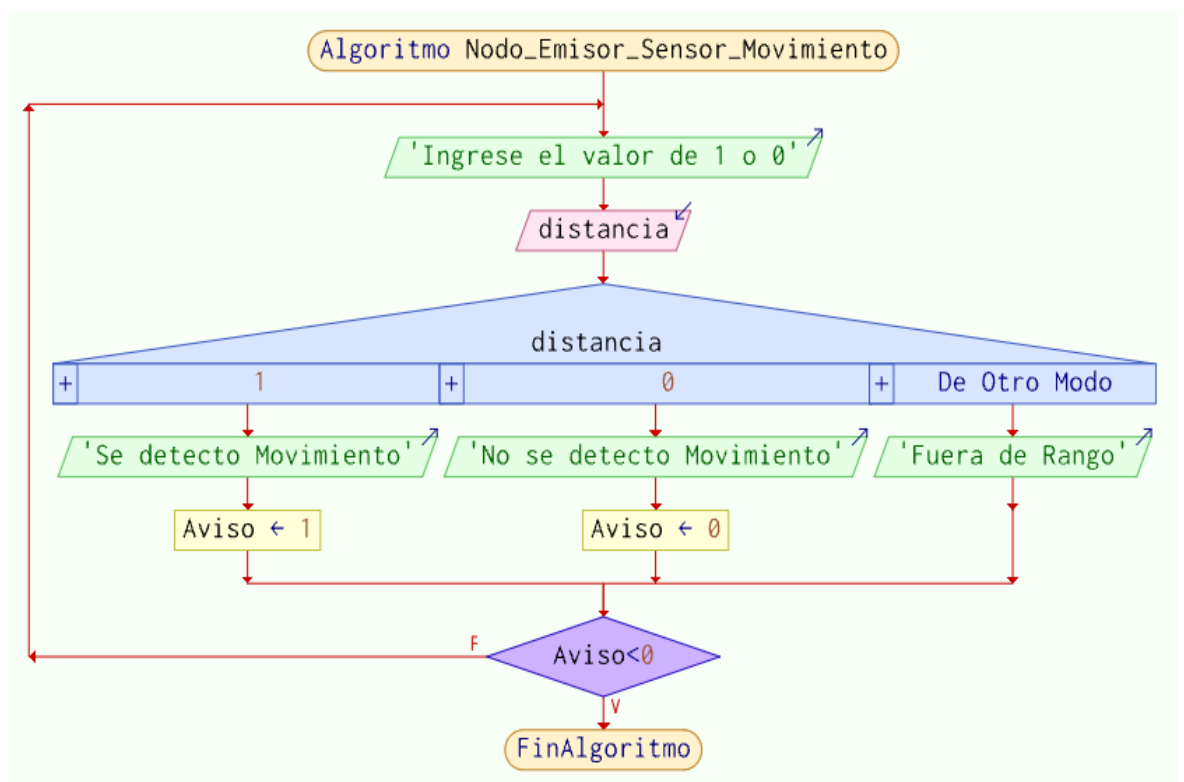 Algoritmo Nodo_Emisor_Sensor_Movimiento
'Ingrese el valor de 1 o 0'
distancia
distancia
+ 1 + 0 + De Otro Modo
'Se detecto Movimiento' 'No se detecto Movimiento' 'Fuera de Rango'
Aviso ← 1 Aviso ← 0
F Aviso<0
V
FinAlgoritmo